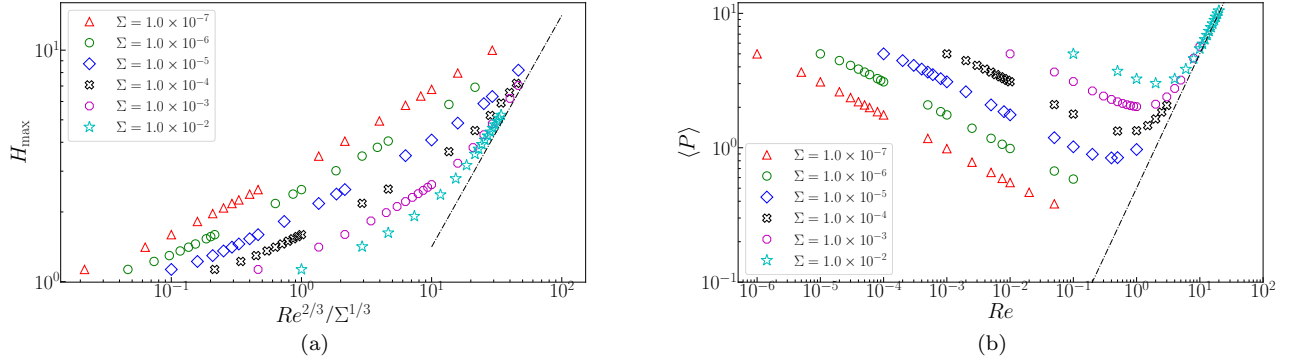 H_max
10^1
10^0
Σ = 1.0 × 10^−7
Σ = 1.0 × 10^−6
Σ = 1.0 × 10^−5
Σ = 1.0 × 10^−4
Σ = 1.0 × 10^−3
Σ = 1.0 × 10^−2
10^−1 10^0 10^1 10^2
Re^2/3/Σ^1/3
(a)
⟨P⟩
10^1
10^0
10^−1
Σ = 1.0 × 10^−7
Σ = 1.0 × 10^−6
Σ = 1.0 × 10^−5
Σ = 1.0 × 10^−4
Σ = 1.0 × 10^−3
Σ = 1.0 × 10^−2
10^−6 10^−5 10^−4 10^−3 10^−2 10^−1 10^0 10^1 10^2
Re
(b)